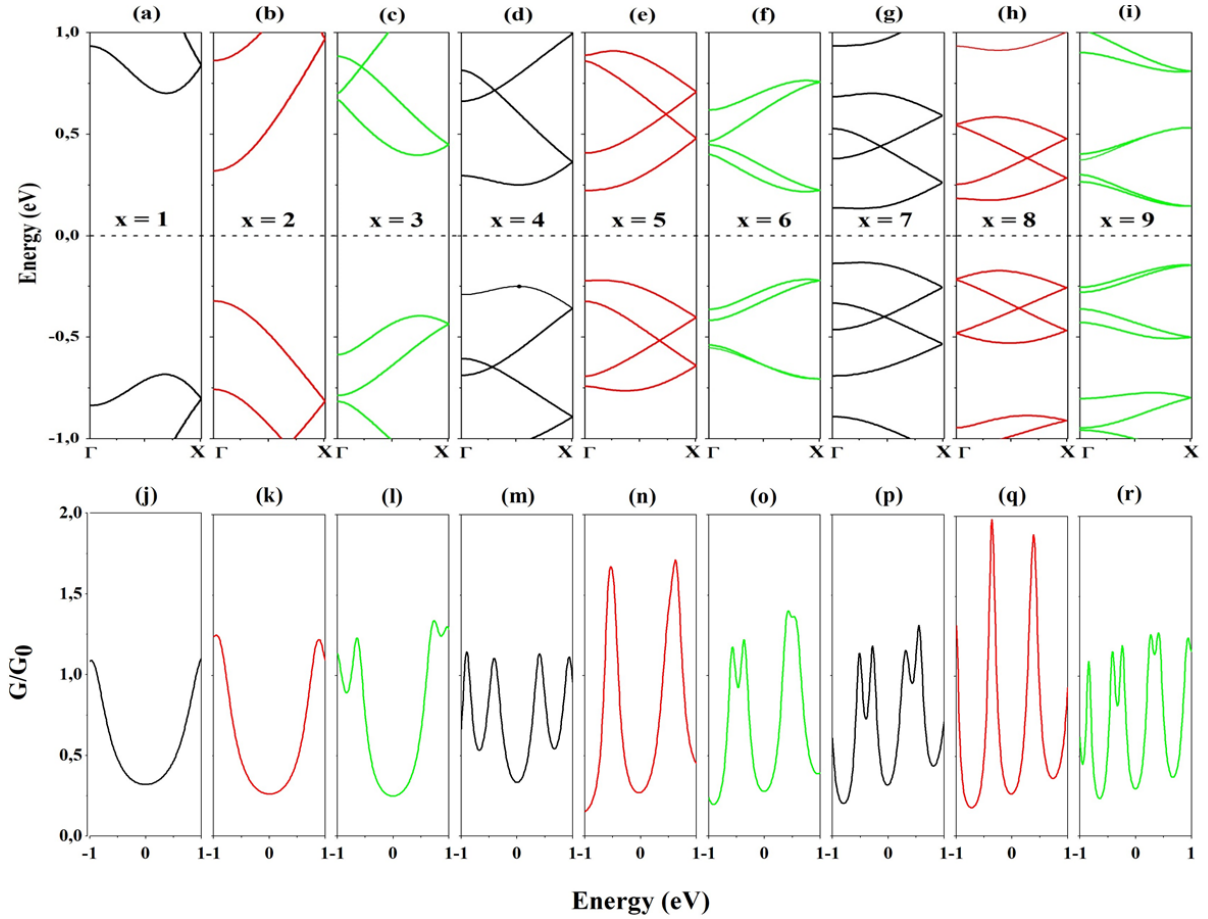 (a) (b) (c) (d) (e) (f) (g) (h) (i)
1,0
0,5
0,0
-0,5
-1,0
Energy (eV)
x = 1 x = 2 x = 3 x = 4 x = 5 x = 6 x = 7 x = 8 x = 9
Γ X Γ X Γ X Γ X Γ X Γ X Γ X Γ X Γ X
(j) (k) (l) (m) (n) (o) (p) (q) (r)
2,0
1,5
1,0
0,5
0,0
G/G0
-1 0 1 -1 0 1 -1 0 1 -1 0 1 -1 0 1 -1 0 1 -1 0 1 -1 0 1 -1 0 1
Energy (eV)